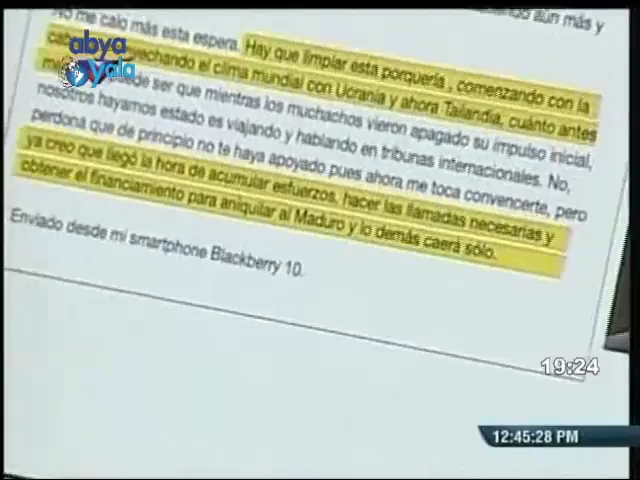 aún más y
No me calo más esta espera. Hay que limpiar esta porquería , comenzando con la
aprovechando el clima mundial con Ucrania y ahora Tailandia, cuánto antes
puede ser que mientras los muchachos vieron apagado su impulso inicial,
nosotros hayamos estado es viajando y hablando en tribunas internacionales. No,
perdona que de principio no te haya apoyado pues ahora me toca convencerte, pero
ya creo que llegó la hora de acumular esfuerzos, hacer las llamadas necesarias y
obtener el financiamiento para aniquilar al Maduro y lo demás caerá sólo.
Enviado desde mi smartphone Blackberry 10.
abya
yala
19:24
12:45:28 PM